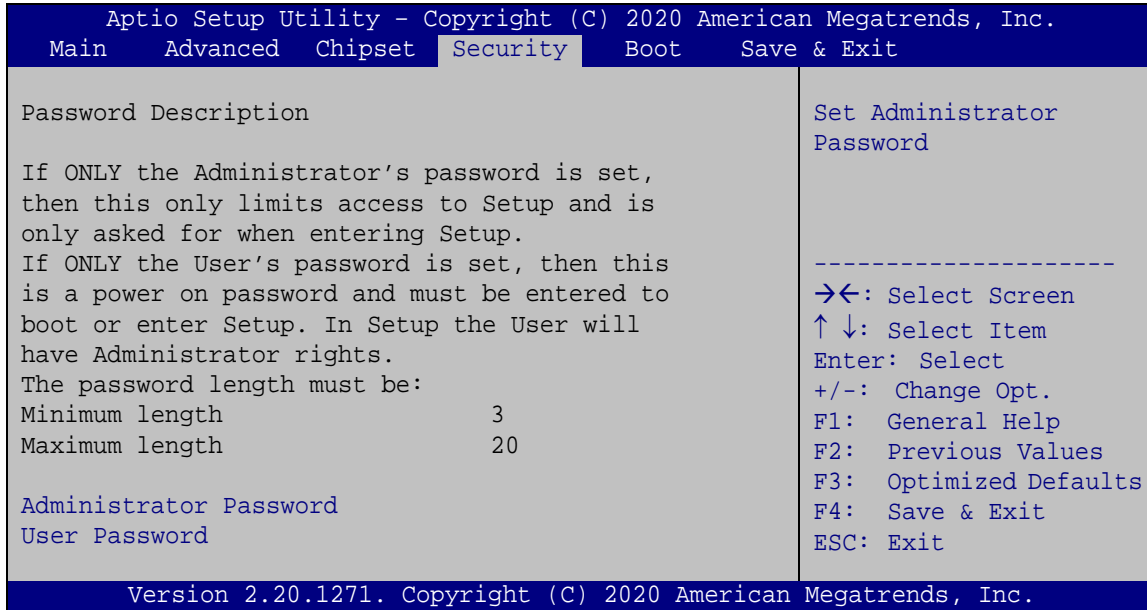 Aptio Setup Utility – Copyright (C) 2020 American Megatrends, Inc.
Main Advanced Chipset Security Boot Save & Exit
Password Description
If ONLY the Administrator’s password is set,
then this only limits access to Setup and is
only asked for when entering Setup.
If ONLY the User’s password is set, then this
is a power on password and must be entered to
boot or enter Setup. In Setup the User will
have Administrator rights.
The password length must be:
Minimum length 3
Maximum length 20
Administrator Password
User Password
Set Administrator
Password
---------------------
→←: Select Screen
↑ ↓: Select Item
Enter: Select
+/-: Change Opt.
F1: General Help
F2: Previous Values
F3: Optimized Defaults
F4: Save & Exit
ESC: Exit
Version 2.20.1271. Copyright (C) 2020 American Megatrends, Inc.